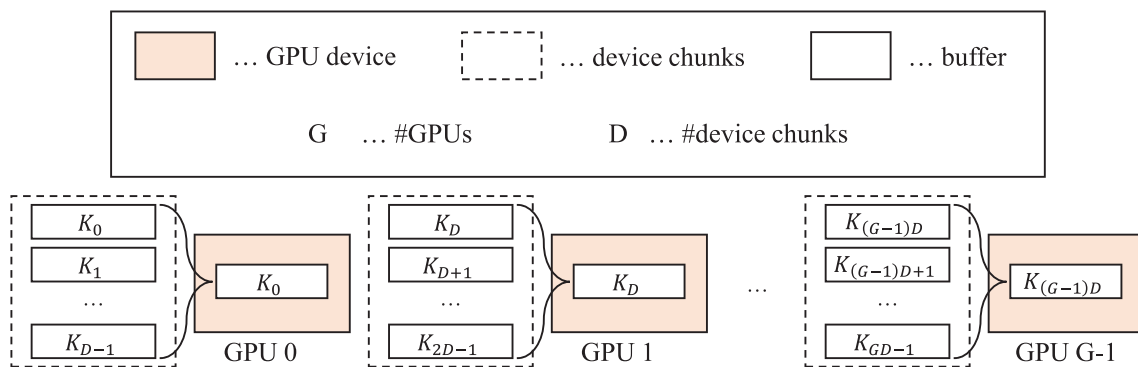 … GPU device … device chunks … buffer
G … #GPUs D … #device chunks
K_0 K_D K_{(G-1)D}
K_1 K_0 K_{D+1} K_D … K_{(G-1)D+1} K_{(G-1)D}
… … …
K_{D-1} K_{2D-1} K_{GD-1}
GPU 0 GPU 1 GPU G-1